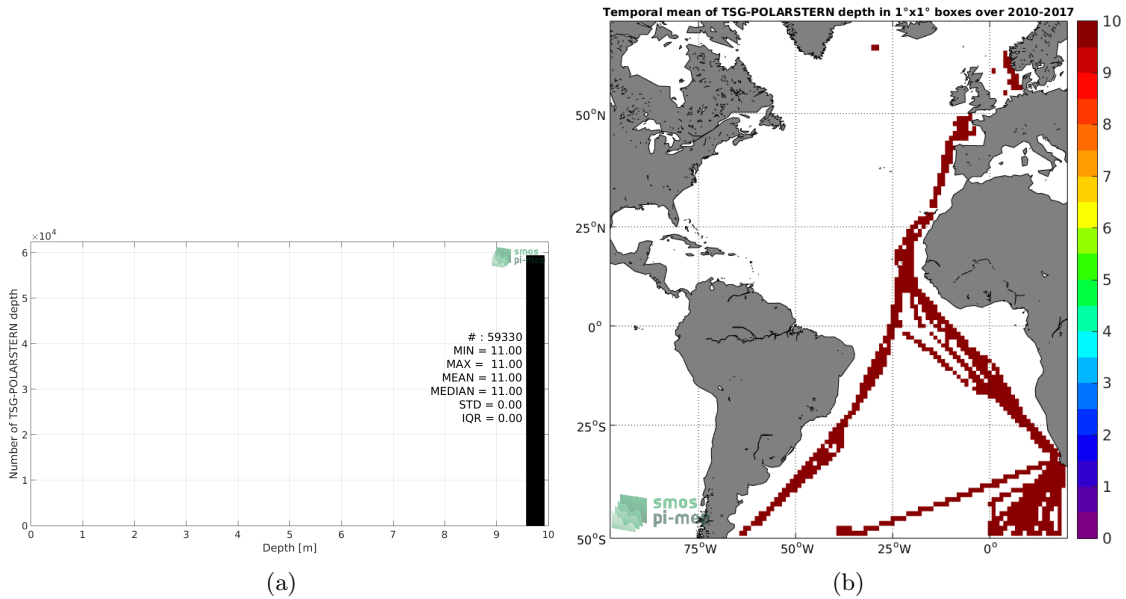 Temporal mean of TSG-POLARSTERN depth in 1°x1° boxes over 2010-2017
×10⁴
6
5
4
3
2
1
0
Number of TSG-POLARSTERN depth
smos
pi-mep
# : 59330
MIN = 11.00
MAX = 11.00
MEAN = 11.00
MEDIAN = 11.00
STD = 0.00
IQR = 0.00
0 1 2 3 4 5 6 7 8 9 10
Depth [m]
(a)
50°N
25°N
0°
25°S
50°S
75°W 50°W 25°W 0°
smos
pi-mep
10
9
8
7
6
5
4
3
2
1
0
(b)